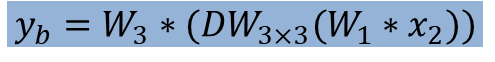 y_b = W_3 * (DW_{3×3}(W_1 * x_2))